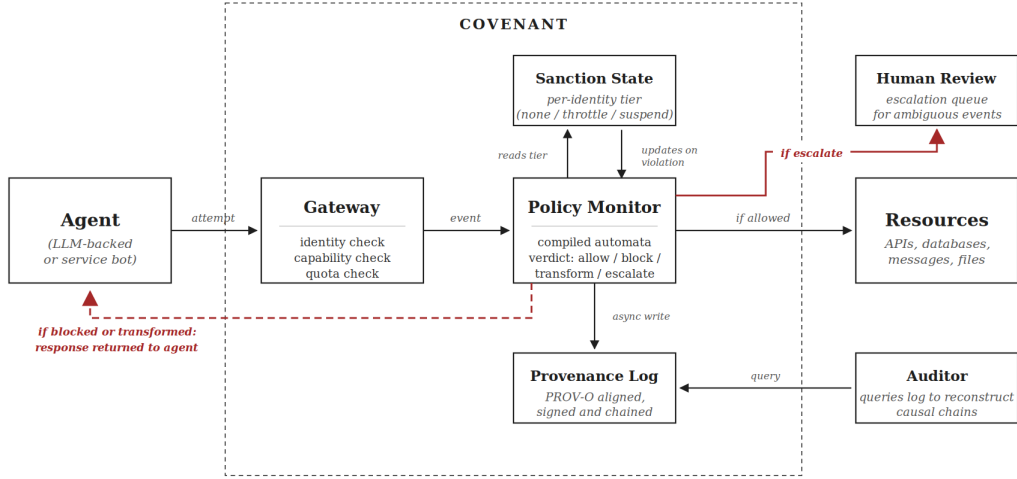 COVENANT
Sanction State
per-identity tier
(none / throttle / suspend)
Human Review
escalation queue
for ambiguous events
reads tier
updates on
violation
if escalate
Agent
(LLM-backed
or service bot)
attempt
Gateway
identity check
capability check
quota check
event
Policy Monitor
compiled automata
verdict: allow / block /
transform / escalate
if allowed
Resources
APIs, databases,
messages, files
if blocked or transformed:
response returned to agent
async write
Provenance Log
PROV-O aligned,
signed and chained
query
Auditor
queries log to reconstruct
causal chains